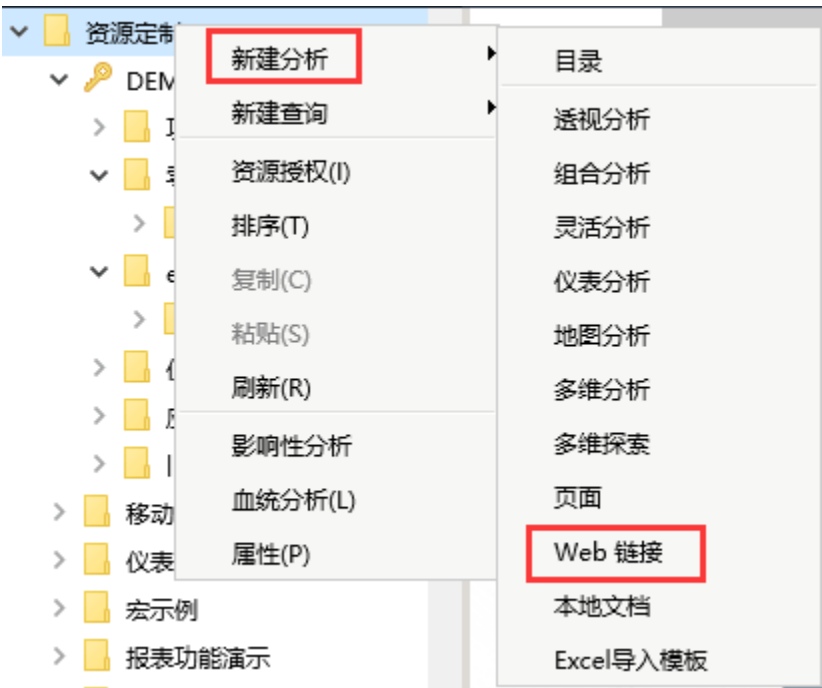 资源定制
DEM
移动
仪表
宏示例
报表功能演示
新建分析
新建查询
资源授权(I)
排序(T)
复制(C)
粘贴(S)
刷新(R)
影响性分析
血统分析(L)
属性(P)
目录
透视分析
组合分析
灵活分析
仪表分析
地图分析
多维分析
多维探索
页面
Web 链接
本地文档
Excel导入模板